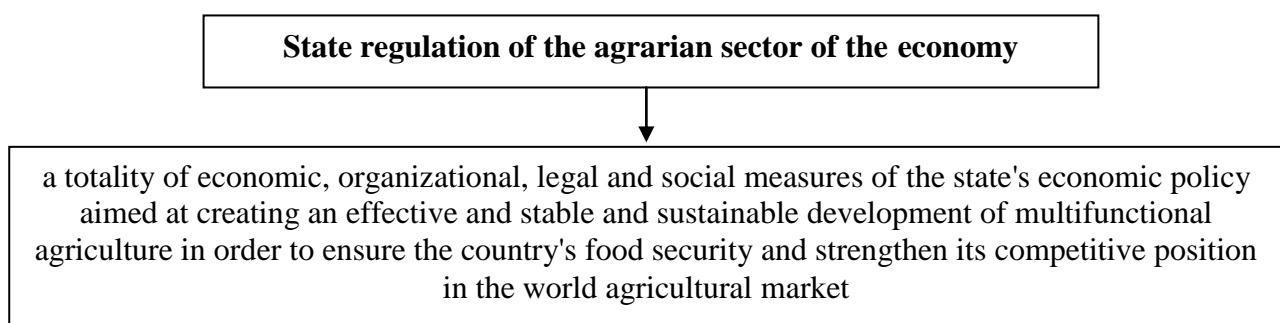 State regulation of the agrarian sector of the economy
a totality of economic, organizational, legal and social measures of the state's economic policy
aimed at creating an effective and stable and sustainable development of multifunctional
agriculture in order to ensure the country's food security and strengthen its competitive position
in the world agricultural market